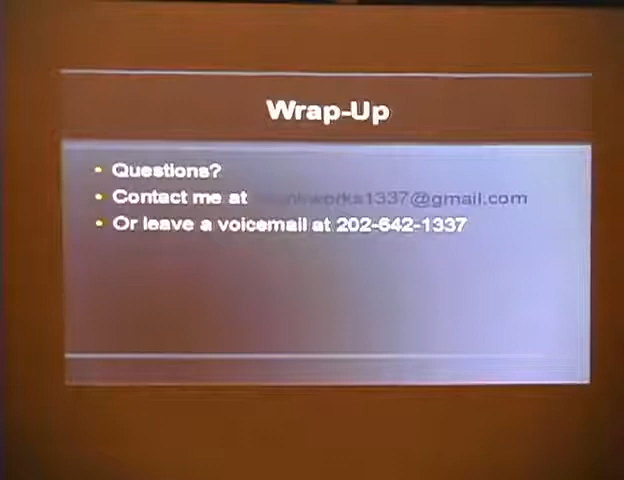 Wrap-Up
Questions?
Contact me at
Or leave a voicemail at 202-642-1337